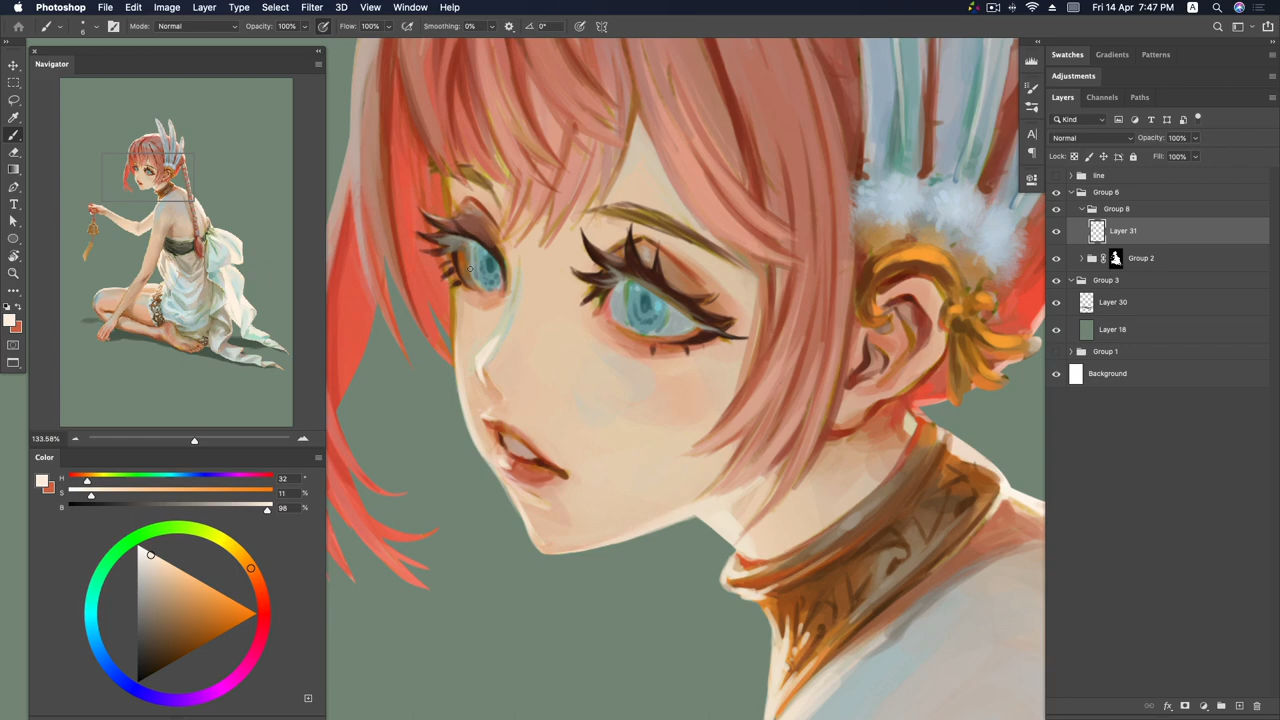 Photoshop File Edit Image Layer Type Select Filter 3D View Window Help
A Fri 14 Apr 7:47 PM
6 Mode: Normal Opacity: 100% Flow: 100% Smoothing: 0% 0°
Navigator
133.58%
Color
H 32 °
S 11 %
B 98 %
Swatches Gradients Patterns
Adjustments
Layers Channels Paths
Kind
Normal Opacity: 100%
Lock: Fill: 100%
line
Group 6
Group 8
Layer 31
Group 2
Group 3
Layer 30
Layer 18
Group 1
Background